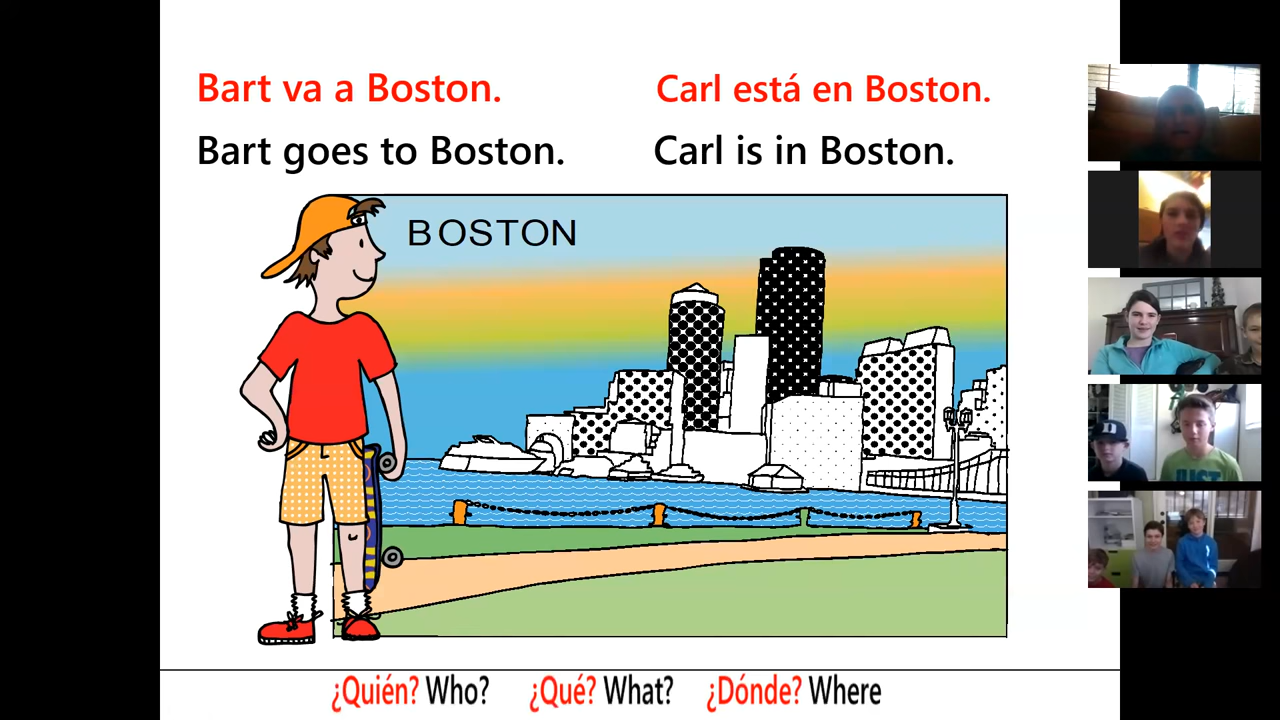 Bart va a Boston.
Carl está en Boston.
Bart goes to Boston.
Carl is in Boston.
BOSTON
¿Quién? Who? ¿Qué? What? ¿Dónde? Where
D
JUST